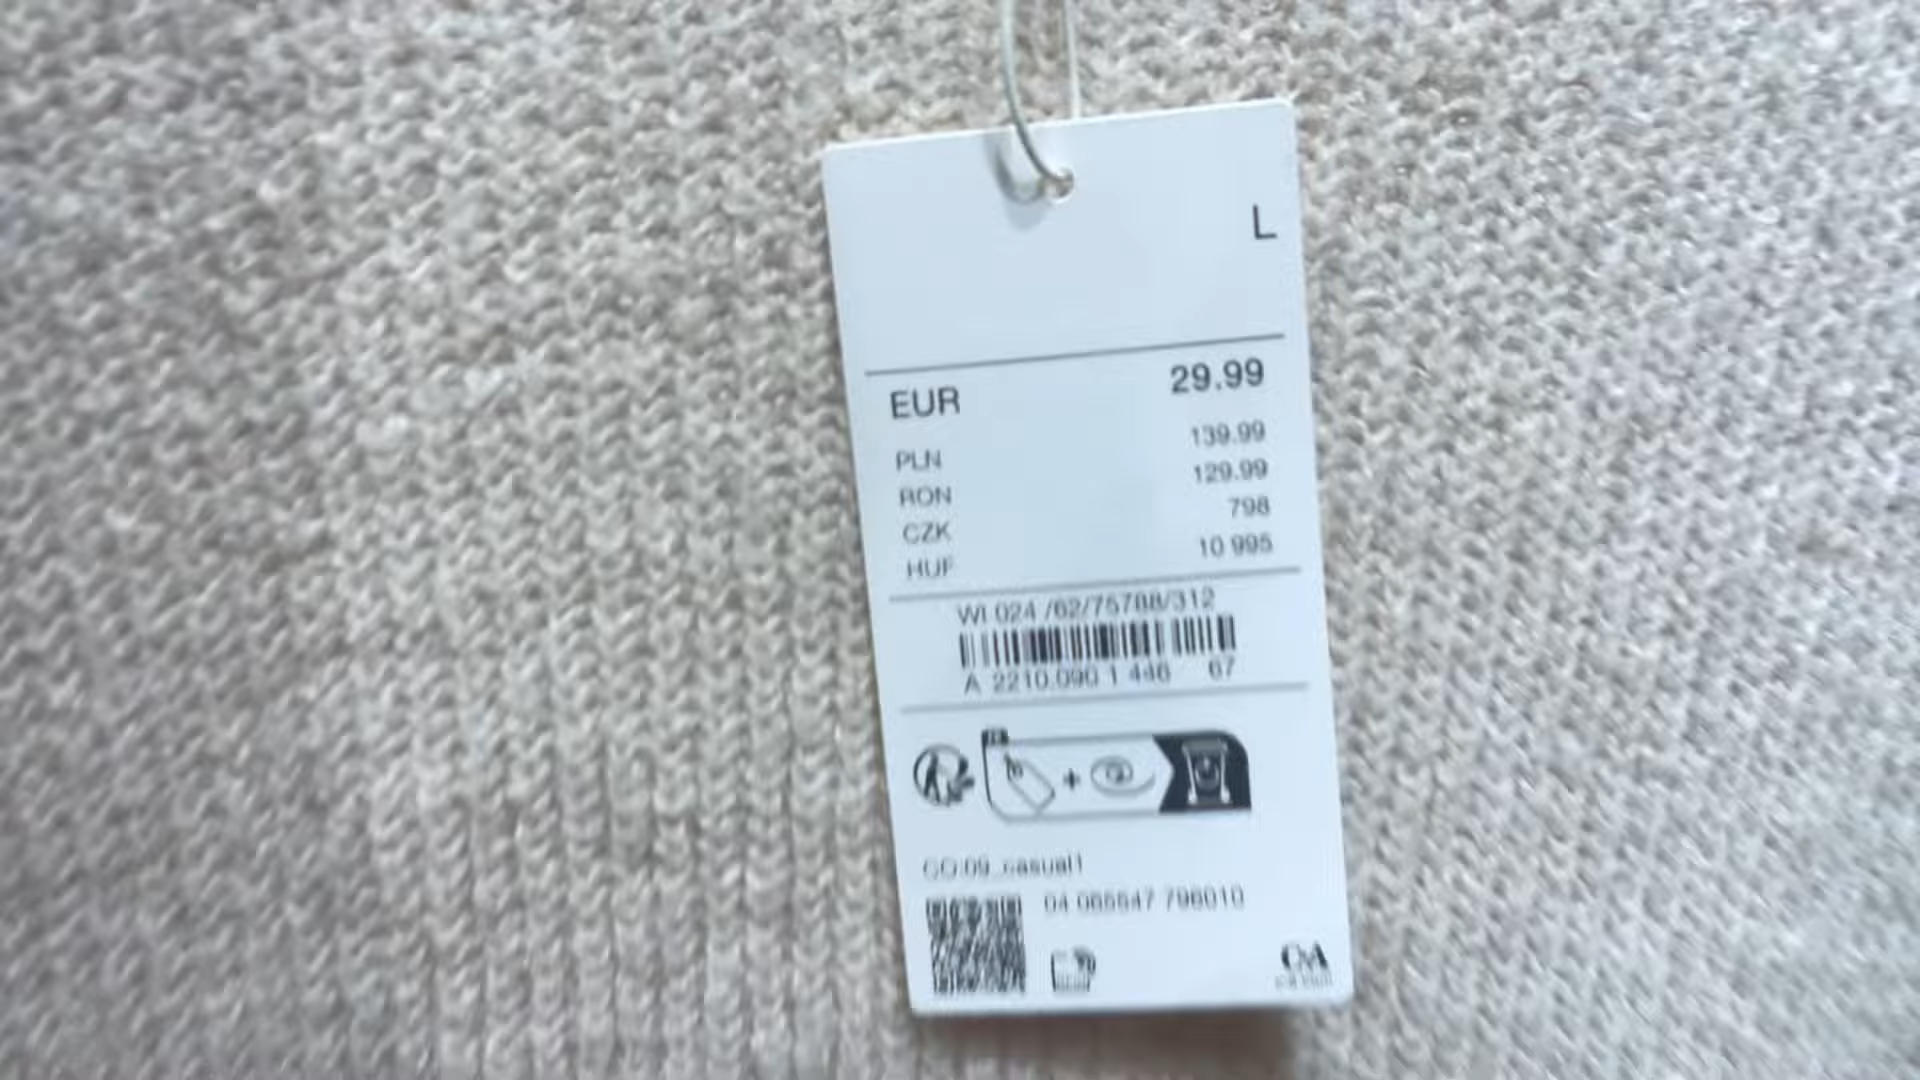 L
EUR 29.99
PLN 139.99
RON 129.99
CZK 798
HUF 10 995
WI 024 /62/75788/312
A 2210.090 1 446 67
FR
+
CO:09_casual1
04 065547 796010
C&A